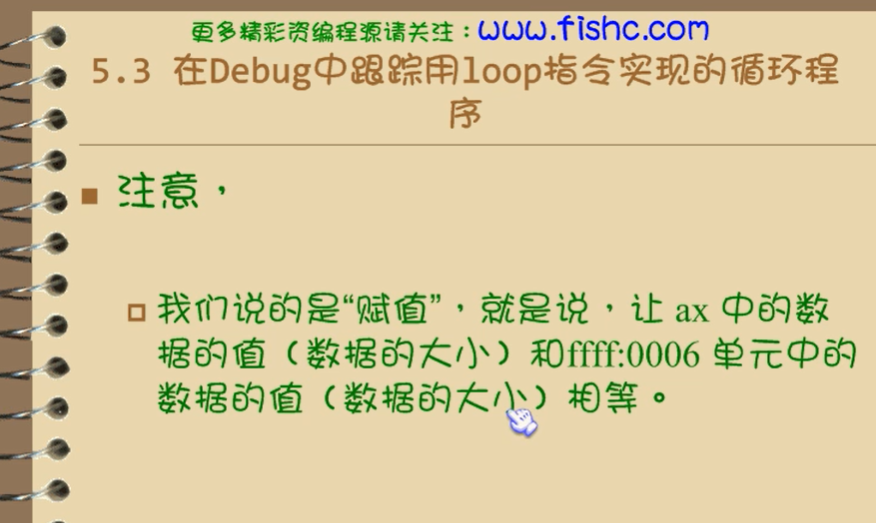 更多精彩资编程源请关注：www.fishc.com
5.3 在Debug中跟踪用loop指令实现的循环程
序
注意，
我们说的是“赋值”，就是说，让 ax 中的数
据的值（数据的大小）和ffff:0006 单元中的
数据的值（数据的大小）相等。